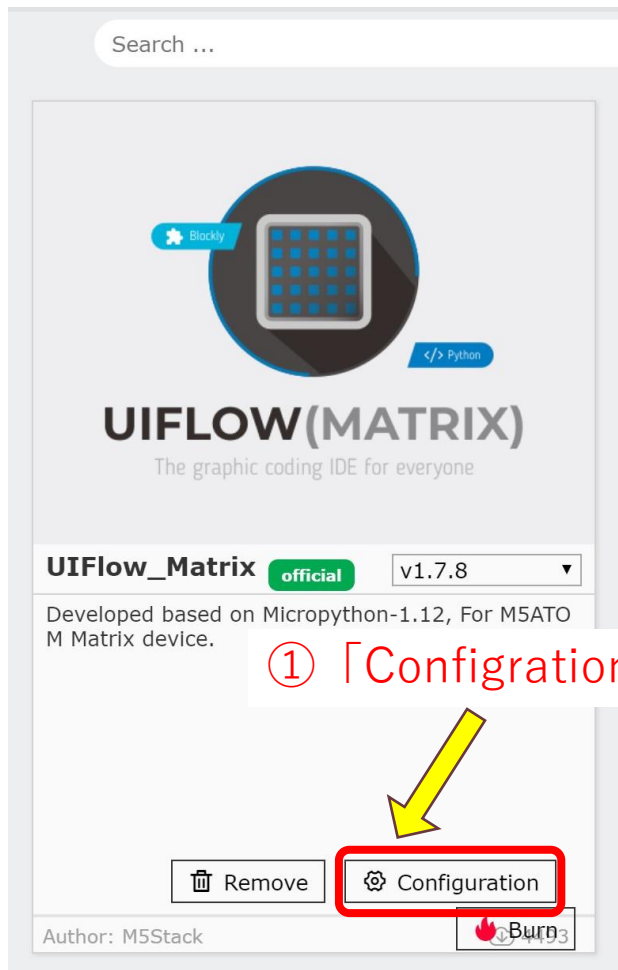 Search ...
Blockly
</> Python
UIFLOW(MATRIX)
The graphic coding IDE for everyone
UIFlow_Matrix official v1.7.8
Developed based on Micropython-1.12, For M5ATO
M Matrix device.
①「Configration
Remove Configuration
Burn
Author: M5Stack 4493